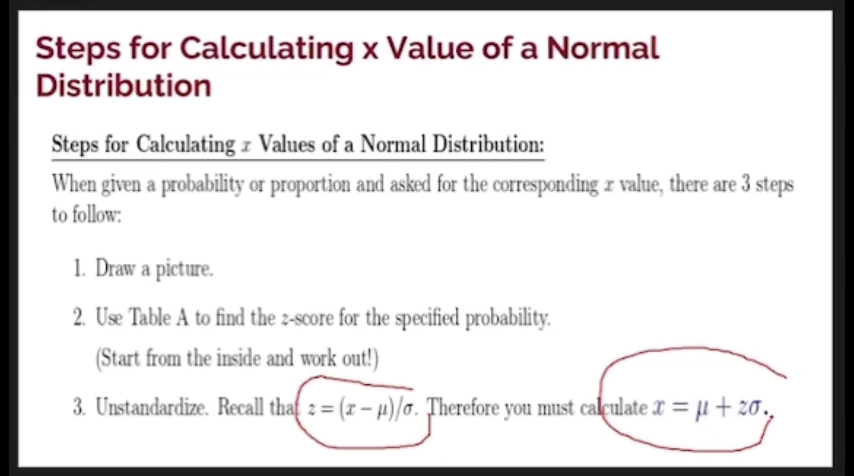 Steps for Calculating x Value of a Normal
Distribution
Steps for Calculating x Values of a Normal Distribution:
When given a probability or proportion and asked for the corresponding x value, there are 3 steps
to follow:
1. Draw a picture.
2. Use Table A to find the z-score for the specified probability.
(Start from the inside and work out!)
3. Unstandardize. Recall that z = (x − μ)/σ. Therefore you must calculate x = μ + zσ.